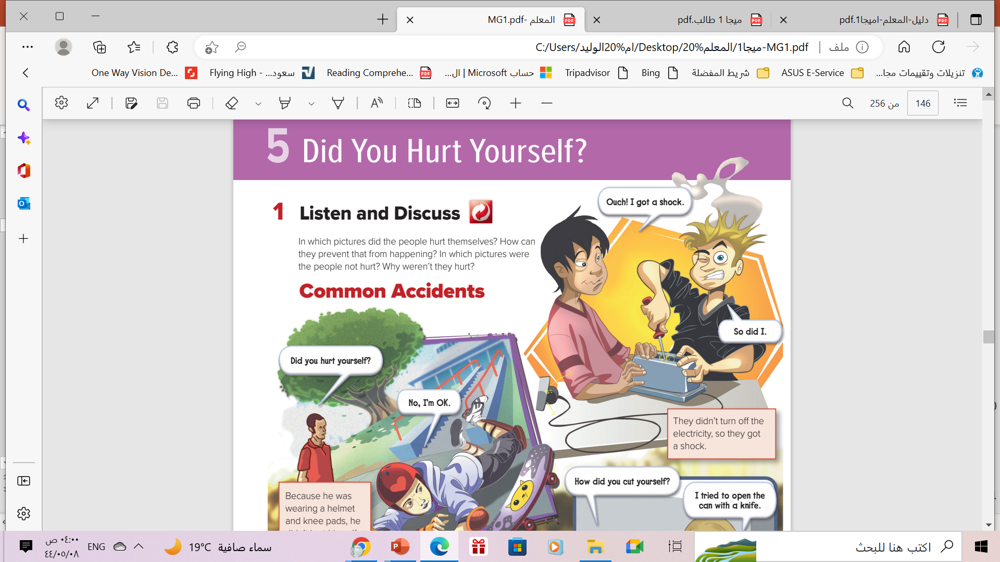 MG1.pdf- المعلم
ميجا 1 طالب.pdf
دليل-المعلم-اميجا1.pdf
C:/Users/ام%20الوليد/Desktop/المعلم%20/ميجا1-MG1.pdf
ملف
One Way Vision De...
Flying High - سعود...
Reading Comprehe...
حساب Microsoft | ال...
Tripadvisor
Bing
شريط المفضلة
ASUS E-Service
تنزيلات وتقييمات مجا...
من 256
146
5 Did You Hurt Yourself?
1 Listen and Discuss
In which pictures did the people hurt themselves? How can
they prevent that from happening? In which pictures were
the people not hurt? Why weren't they hurt?
Common Accidents
Ouch! I got a shock.
So did I.
They didn't turn off the
electricity, so they got
a shock.
Did you hurt yourself?
No, I'm OK.
Because he was
wearing a helmet
and knee pads, he
How did you cut yourself?
I tried to open the
can with a knife.
٠٤:٠٠ ص
٤٤/٠٥/٠٨
ENG
19°C سماء صافية
اكتب هنا للبحث